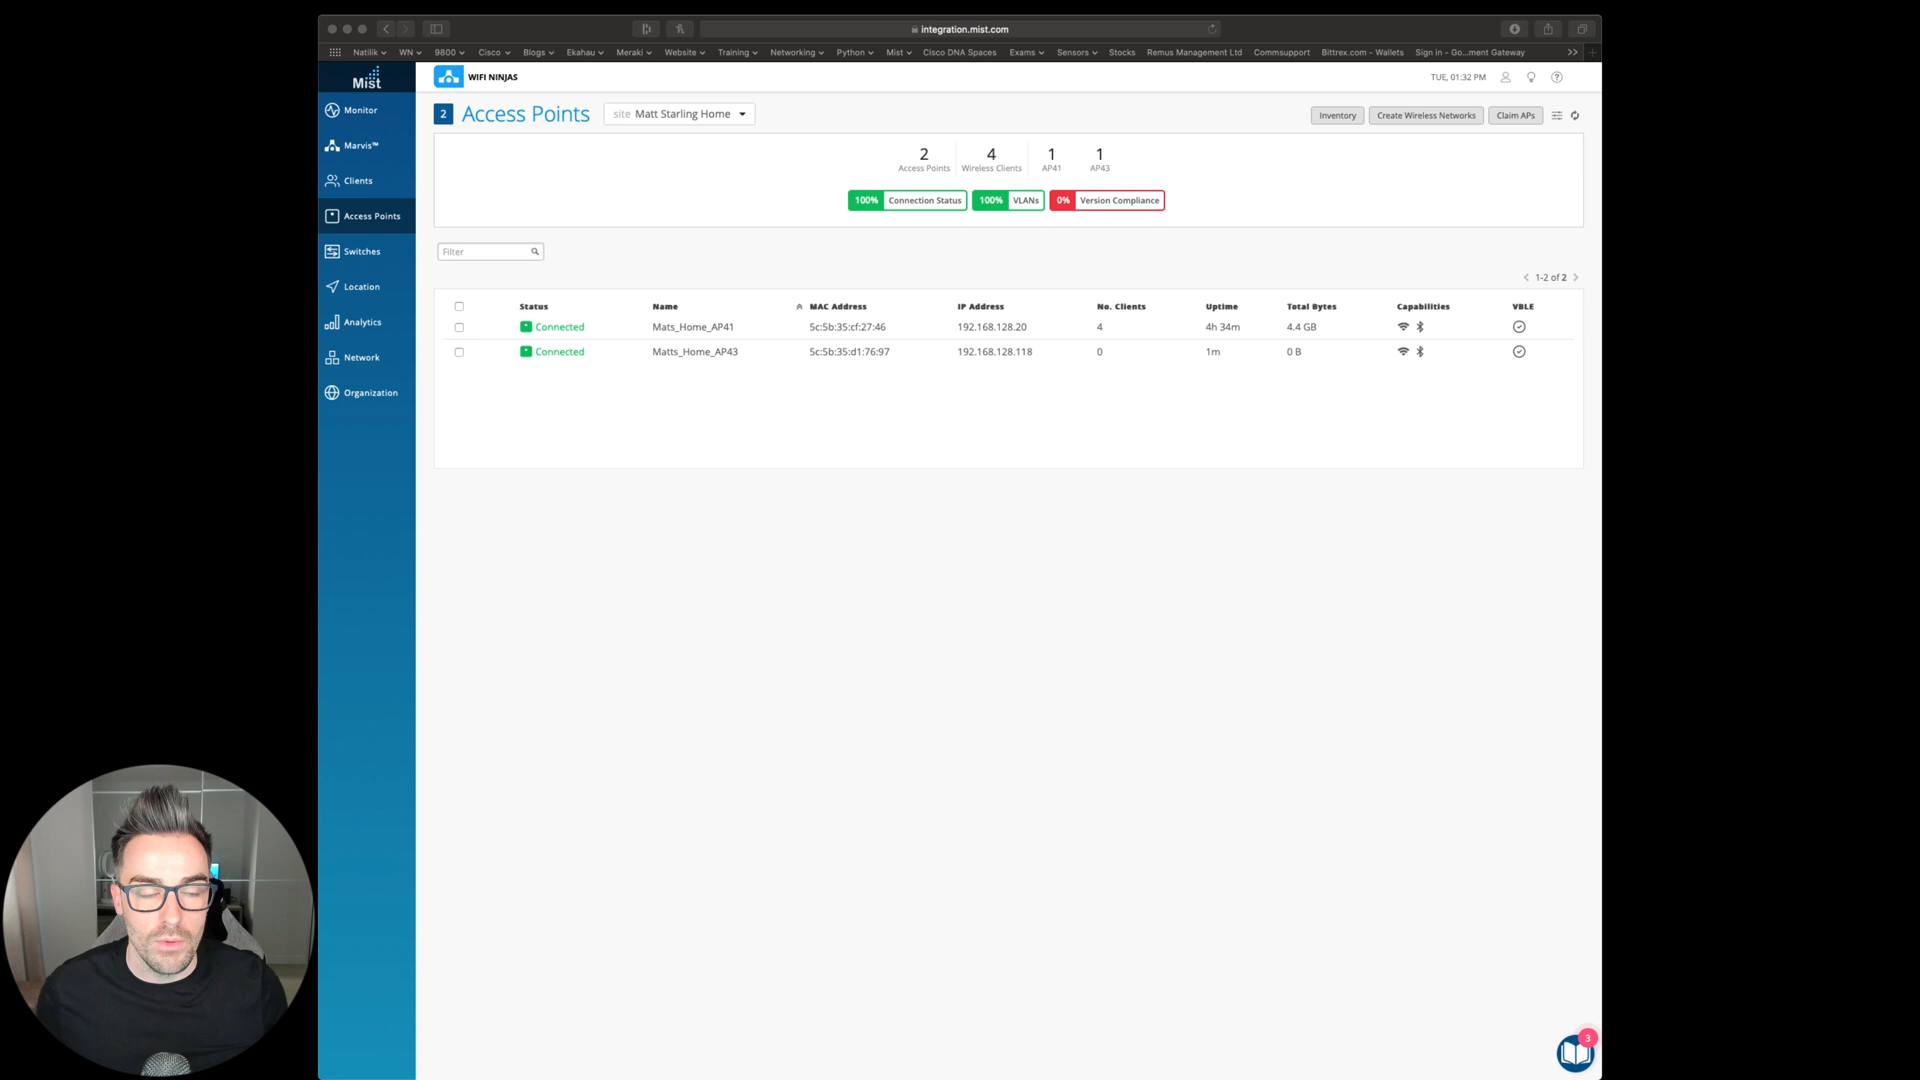 integration.mist.com
Natilik WN 9800 Cisco Blogs Ekahau Meraki Website Training Networking Python Mist Cisco DNA Spaces Exams Sensors Stocks Remus Management Ltd Commsupport Bittrex.com - Wallets Sign in - Go...ment Gateway
Mist
WIFI NINJAS
TUE, 01:32 PM
Monitor
Marvis™
Clients
Access Points
Switches
Location
Analytics
Network
Organization
2 Access Points site Matt Starling Home
Inventory Create Wireless Networks Claim APs
2 4 1 1
Access Points Wireless Clients AP41 AP43
100% Connection Status 100% VLANs 0% Version Compliance
Filter
1-2 of 2
Status Name MAC Address IP Address No. Clients Uptime Total Bytes Capabilities VBLE
Connected Mats_Home_AP41 5c:5b:35:cf:27:46 192.168.128.20 4 4h 34m 4.4 GB
Connected Matts_Home_AP43 5c:5b:35:d1:76:97 192.168.128.118 0 1m 0 B
3